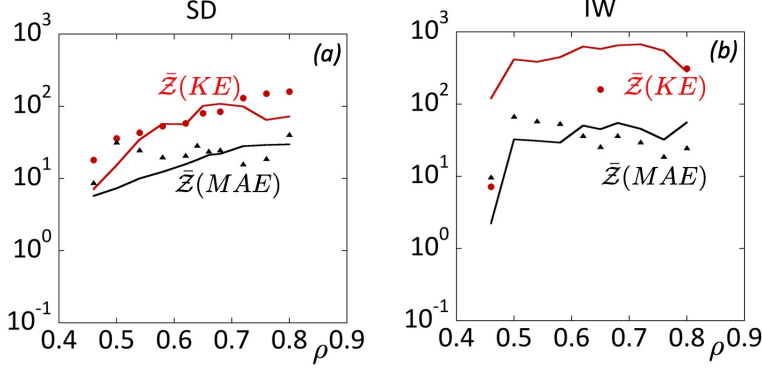 SD
IW
10³
(a)
10²
10¹
10⁰
10⁻¹
Z̄(KE)
Z̄(MAE)
0.4 0.5 0.6 0.7 0.8 0.9
ρ
10³
(b)
10²
10¹
10⁰
10⁻¹
Z̄(KE)
Z̄(MAE)
0.4 0.5 0.6 0.7 0.8 0.9
ρ